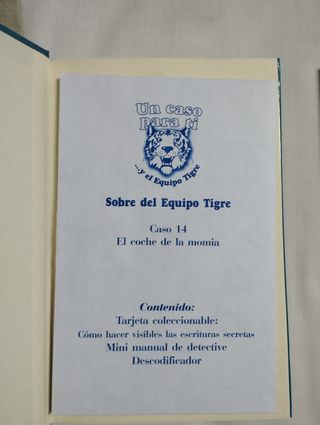 Un caso
para ti
...y el Equipo Tigre
Sobre del Equipo Tigre
Caso 14
El coche de la momia
Contenido:
Tarjeta coleccionable:
Cómo hacer visibles las escrituras secretas
Mini manual de detective
Descodificador